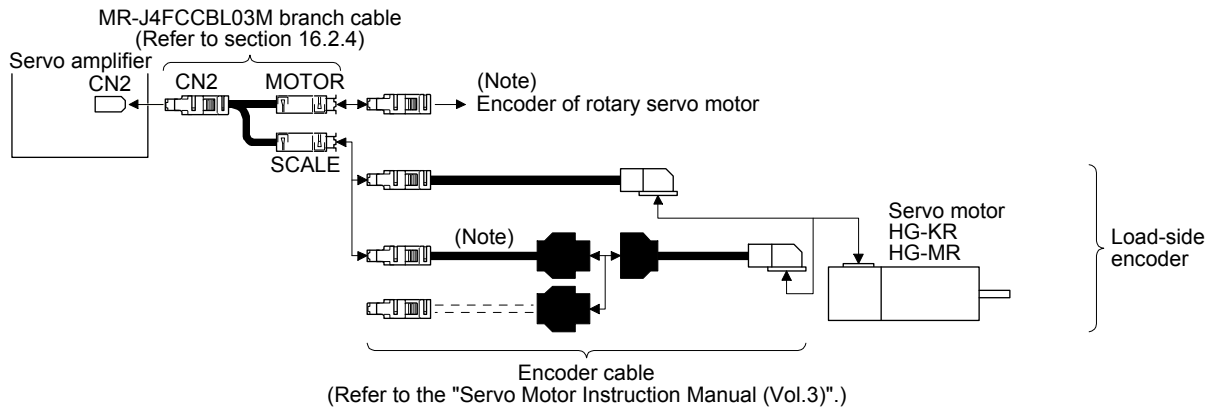 MR-J4FCCBL03M branch cable
(Refer to section 16.2.4)
Servo amplifier
CN2
CN2
MOTOR
(Note)
Encoder of rotary servo motor
SCALE
(Note)
Servo motor
HG-KR
HG-MR
Load-side
encoder
Encoder cable
(Refer to the "Servo Motor Instruction Manual (Vol.3)".)